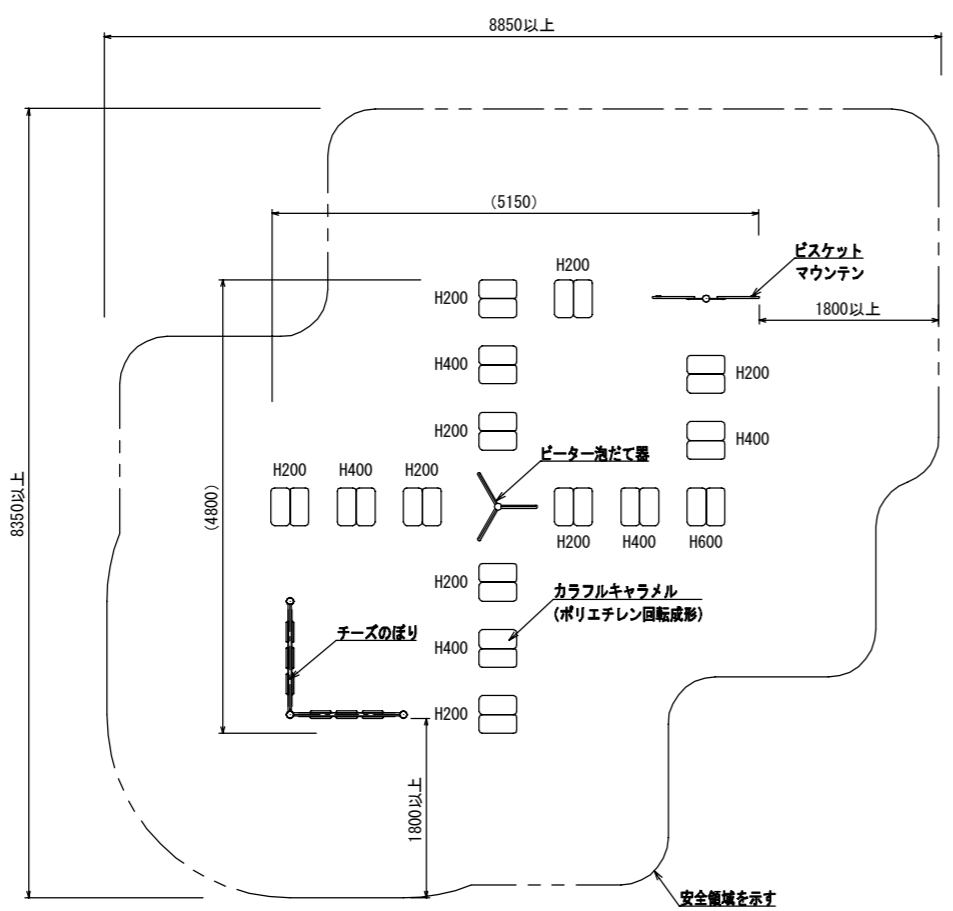 8850以上
(5150)
ビスケット
マウンテン
H200
H200
1800以上
H400
H200
H200
H400
ビーター泡だて器
H200
H400
H200
8350以上
(4800)
H200
H400
H600
H200
カラフルキャラメル
(ポリエチレン回転成形)
チーズのぼり
H400
H200
1800以上
安全領域を示す